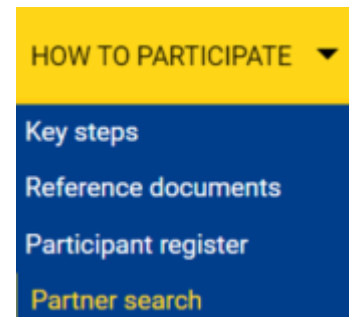 HOW TO PARTICIPATE
Key steps
Reference documents
Participant register
Partner search